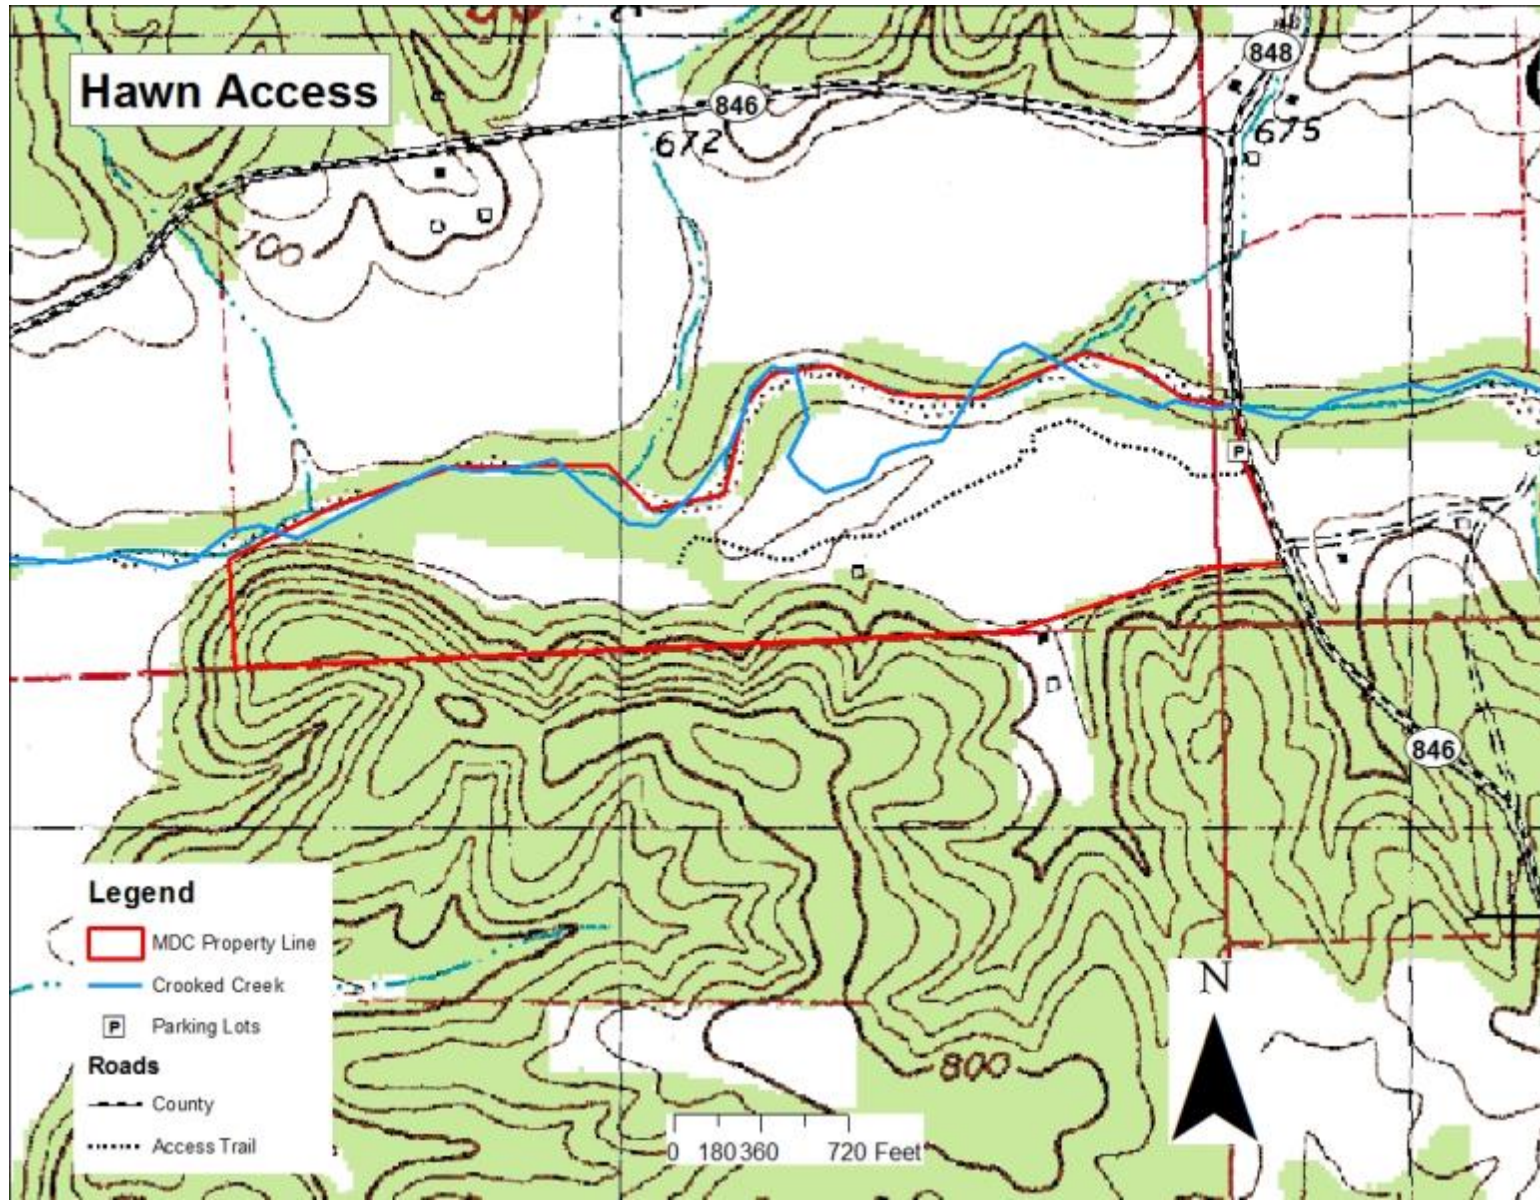 Hawn Access
848
846
672
675
700
846
Legend
MDC Property Line
Crooked Creek
P Parking Lots
Roads
County
Access Trail
P
N
800
0 180 360 720 Feet